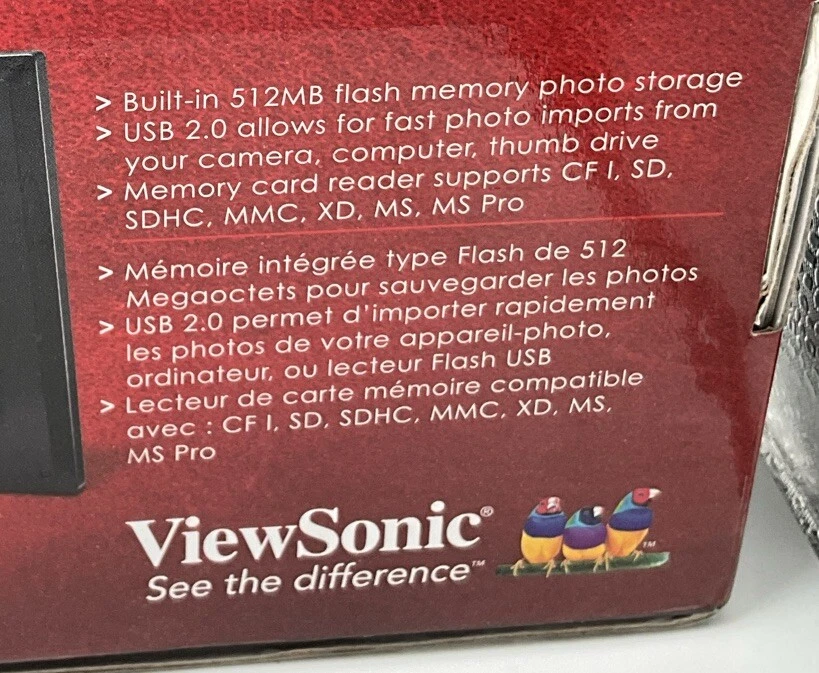 > Built-in 512MB flash memory photo storage
> USB 2.0 allows for fast photo imports from
your camera, computer, thumb drive
> Memory card reader supports CF I, SD,
SDHC, MMC, XD, MS, MS Pro
> Mémoire intégrée type Flash de 512
Megaoctets pour sauvegarder les photos
> USB 2.0 permet d'importer rapidement
les photos de votre appareil-photo,
ordinateur, ou lecteur Flash USB
> Lecteur de carte mémoire compatible
avec : CF I, SD, SDHC, MMC, XD, MS,
MS Pro
ViewSonic®
See the difference™
TM